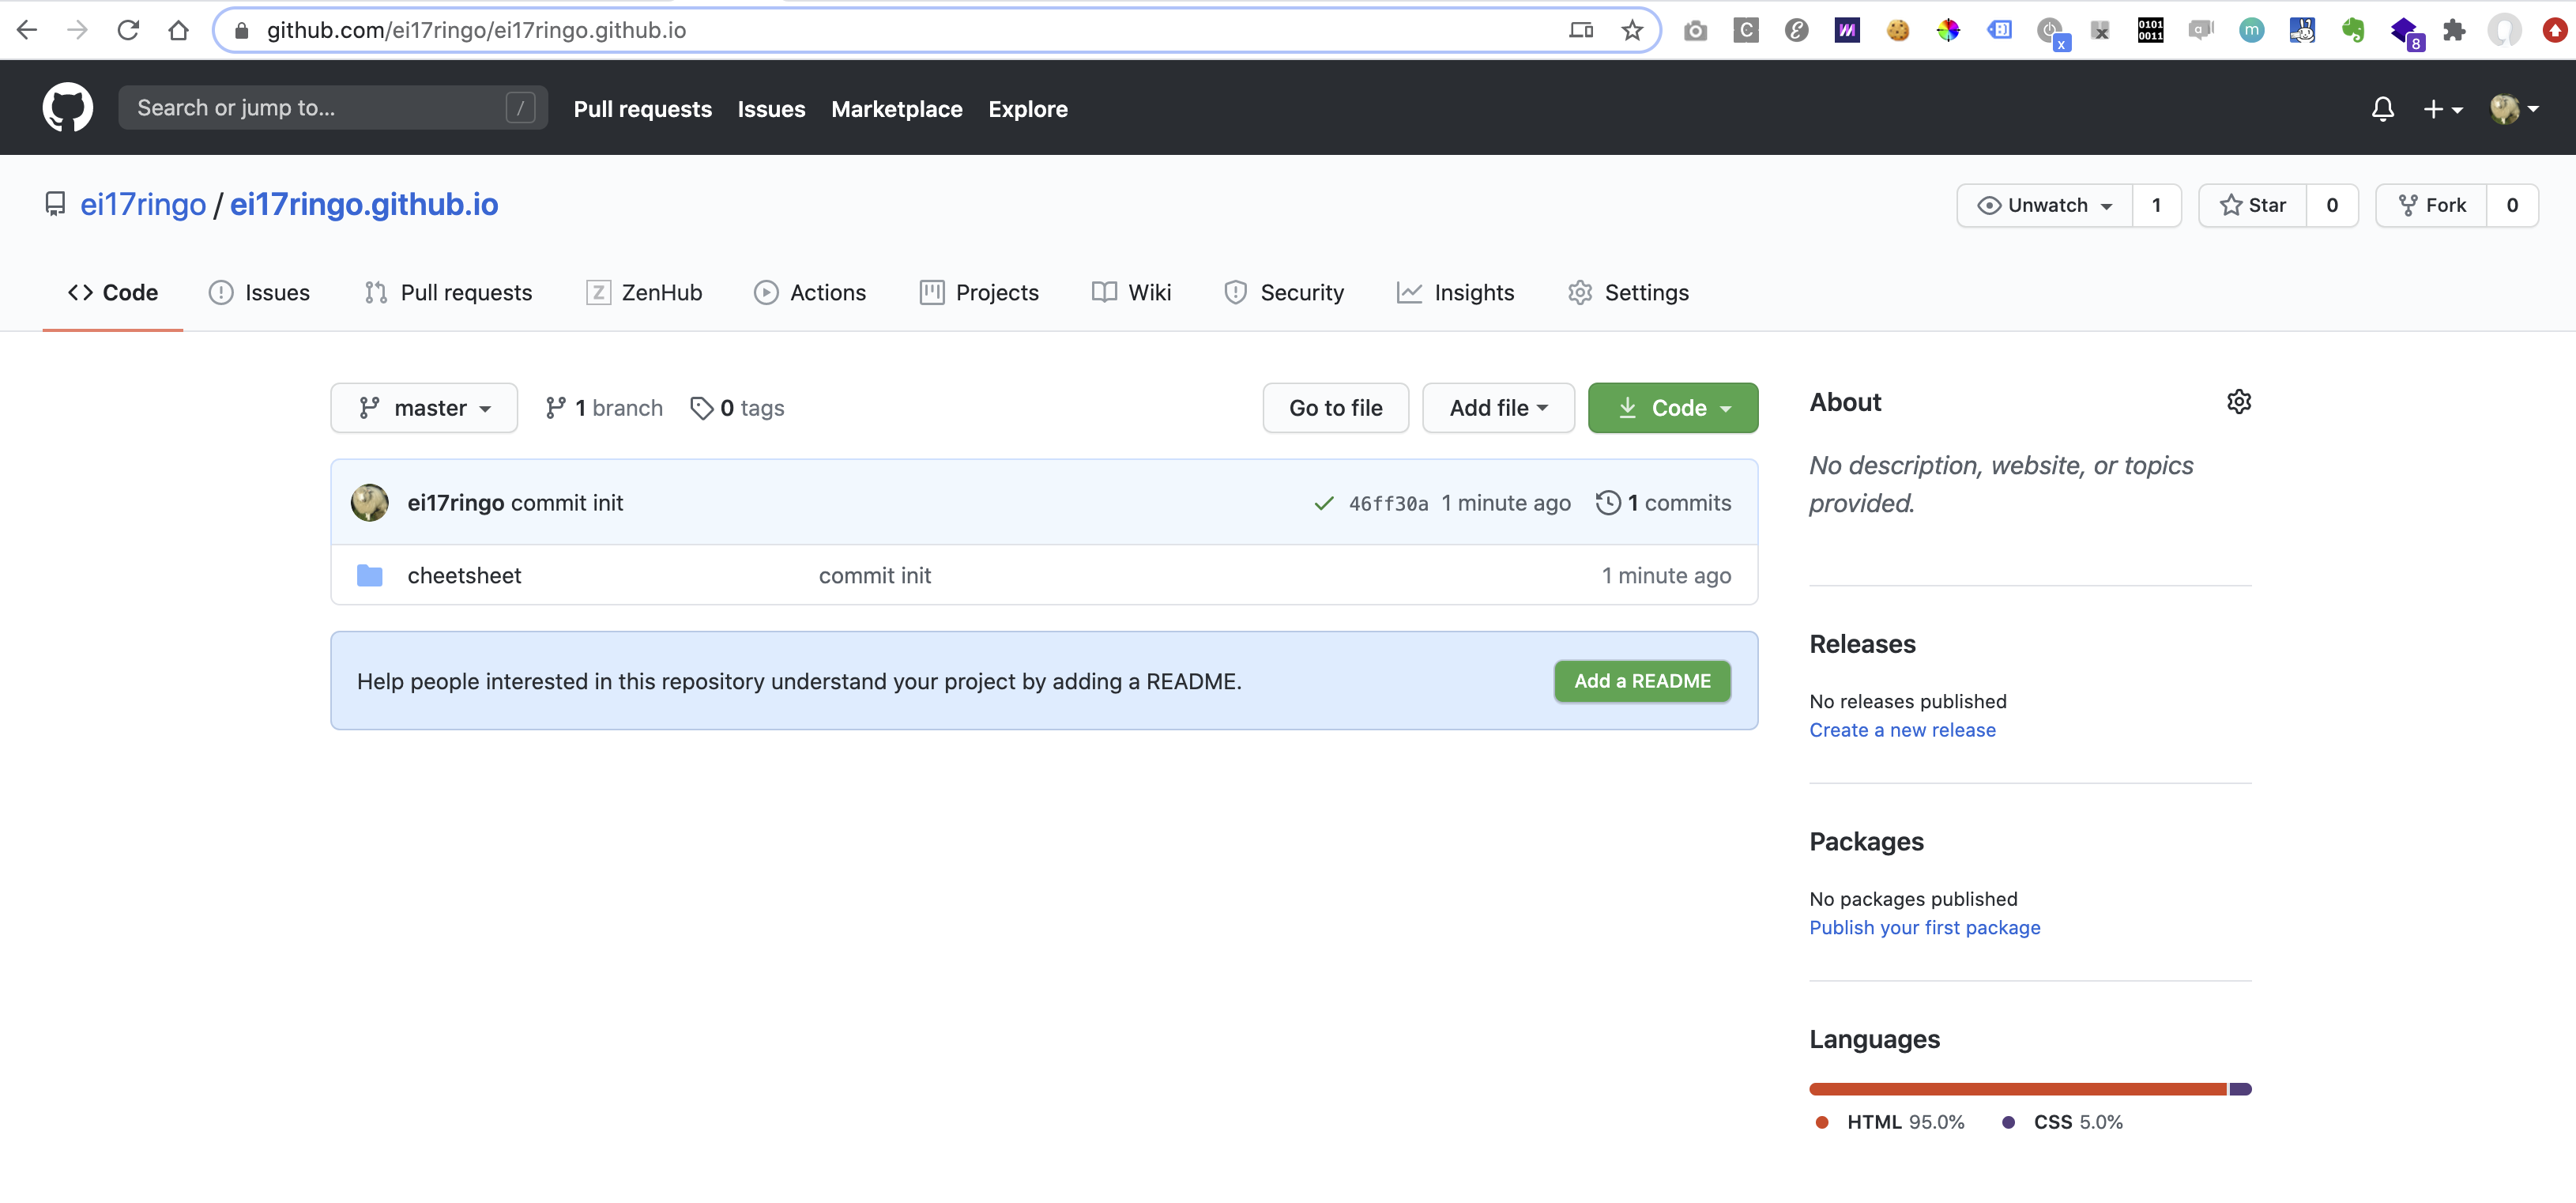 github.com/ei17ringo/ei17ringo.github.io
C
x
0101
0011
a
m
8
Search or jump to...
/
Pull requests
Issues
Marketplace
Explore
ei17ringo / ei17ringo.github.io
Unwatch 1
Star 0
Fork 0
Code
Issues
Pull requests
Z ZenHub
Actions
Projects
Wiki
Security
Insights
Settings
master
1 branch
0 tags
Go to file
Add file
Code
ei17ringo commit init
46ff30a 1 minute ago
1 commits
cheetsheet
commit init
1 minute ago
Help people interested in this repository understand your project by adding a README.
Add a README
About
No description, website, or topics
provided.
Releases
No releases published
Create a new release
Packages
No packages published
Publish your first package
Languages
HTML 95.0%
CSS 5.0%